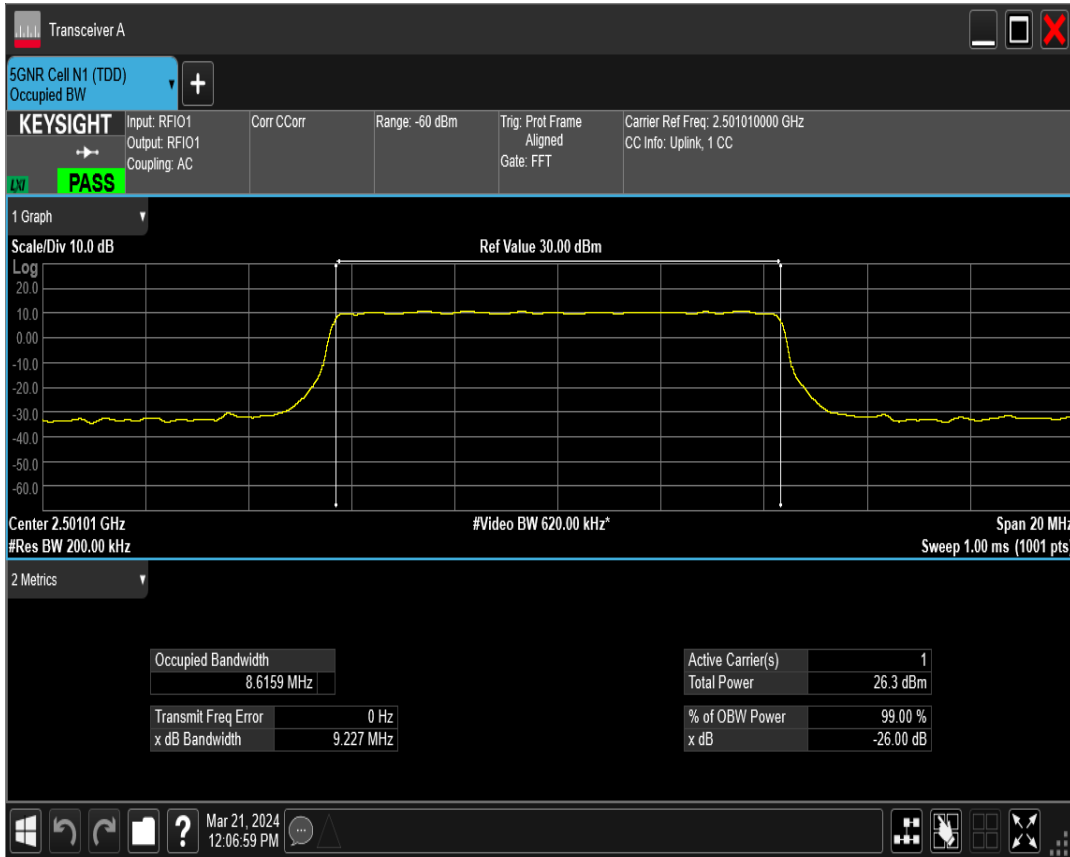 Transceiver A
5GNR Cell N1 (TDD)
Occupied BW
+
KEYSIGHT
LXI
PASS
Input: RFIO1
Output: RFIO1
Coupling: AC
Corr CCorr
Range: -60 dBm
Trig: Prot Frame
Aligned
Gate: FFT
Carrier Ref Freq: 2.501010000 GHz
CC Info: Uplink, 1 CC
1 Graph
Scale/Div 10.0 dB
Ref Value 30.00 dBm
Log
20.0
10.0
0.00
-10.0
-20.0
-30.0
-40.0
-50.0
-60.0
Center 2.50101 GHz
#Video BW 620.00 kHz*
Span 20 MHz
#Res BW 200.00 kHz
Sweep 1.00 ms (1001 pts)
2 Metrics
Occupied Bandwidth
8.6159 MHz
Transmit Freq Error 0 Hz
x dB Bandwidth 9.227 MHz
Active Carrier(s) 1
Total Power 26.3 dBm
% of OBW Power 99.00 %
x dB -26.00 dB
?
Mar 21, 2024
12:06:59 PM